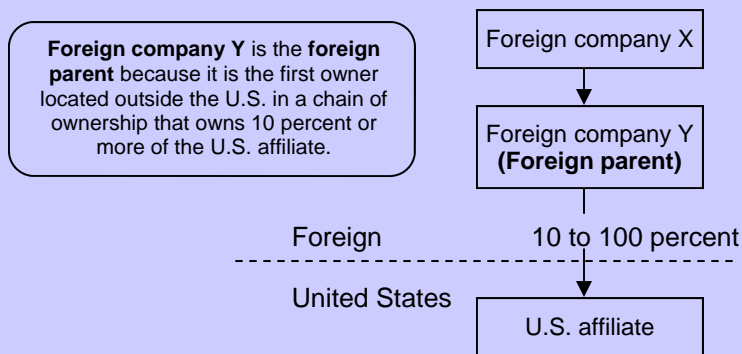 Foreign company Y is the foreign
parent because it is the first owner
located outside the U.S. in a chain of
ownership that owns 10 percent or
more of the U.S. affiliate.
Foreign company X
Foreign company Y
(Foreign parent)
Foreign
10 to 100 percent
United States
U.S. affiliate